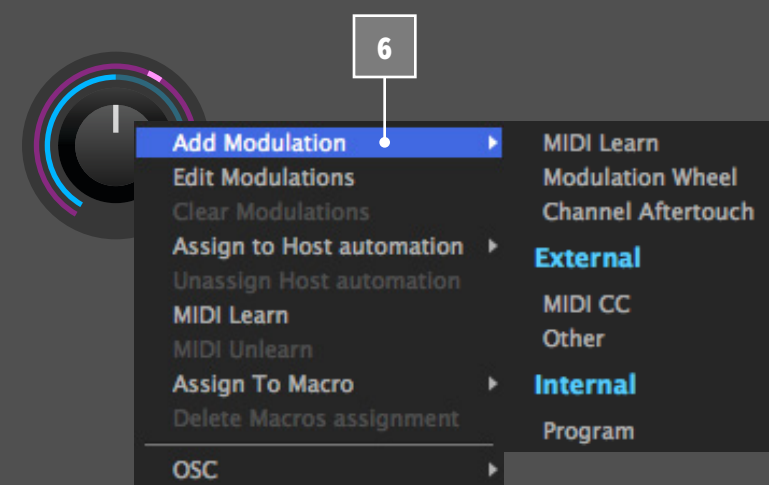 6
Add Modulation
Edit Modulations
Clear Modulations
Assign to Host automation
Unassign Host automation
MIDI Learn
MIDI Unlearn
Assign To Macro
Delete Macros assignment
OSC
MIDI Learn
Modulation Wheel
Channel Aftertouch
External
MIDI CC
Other
Internal
Program